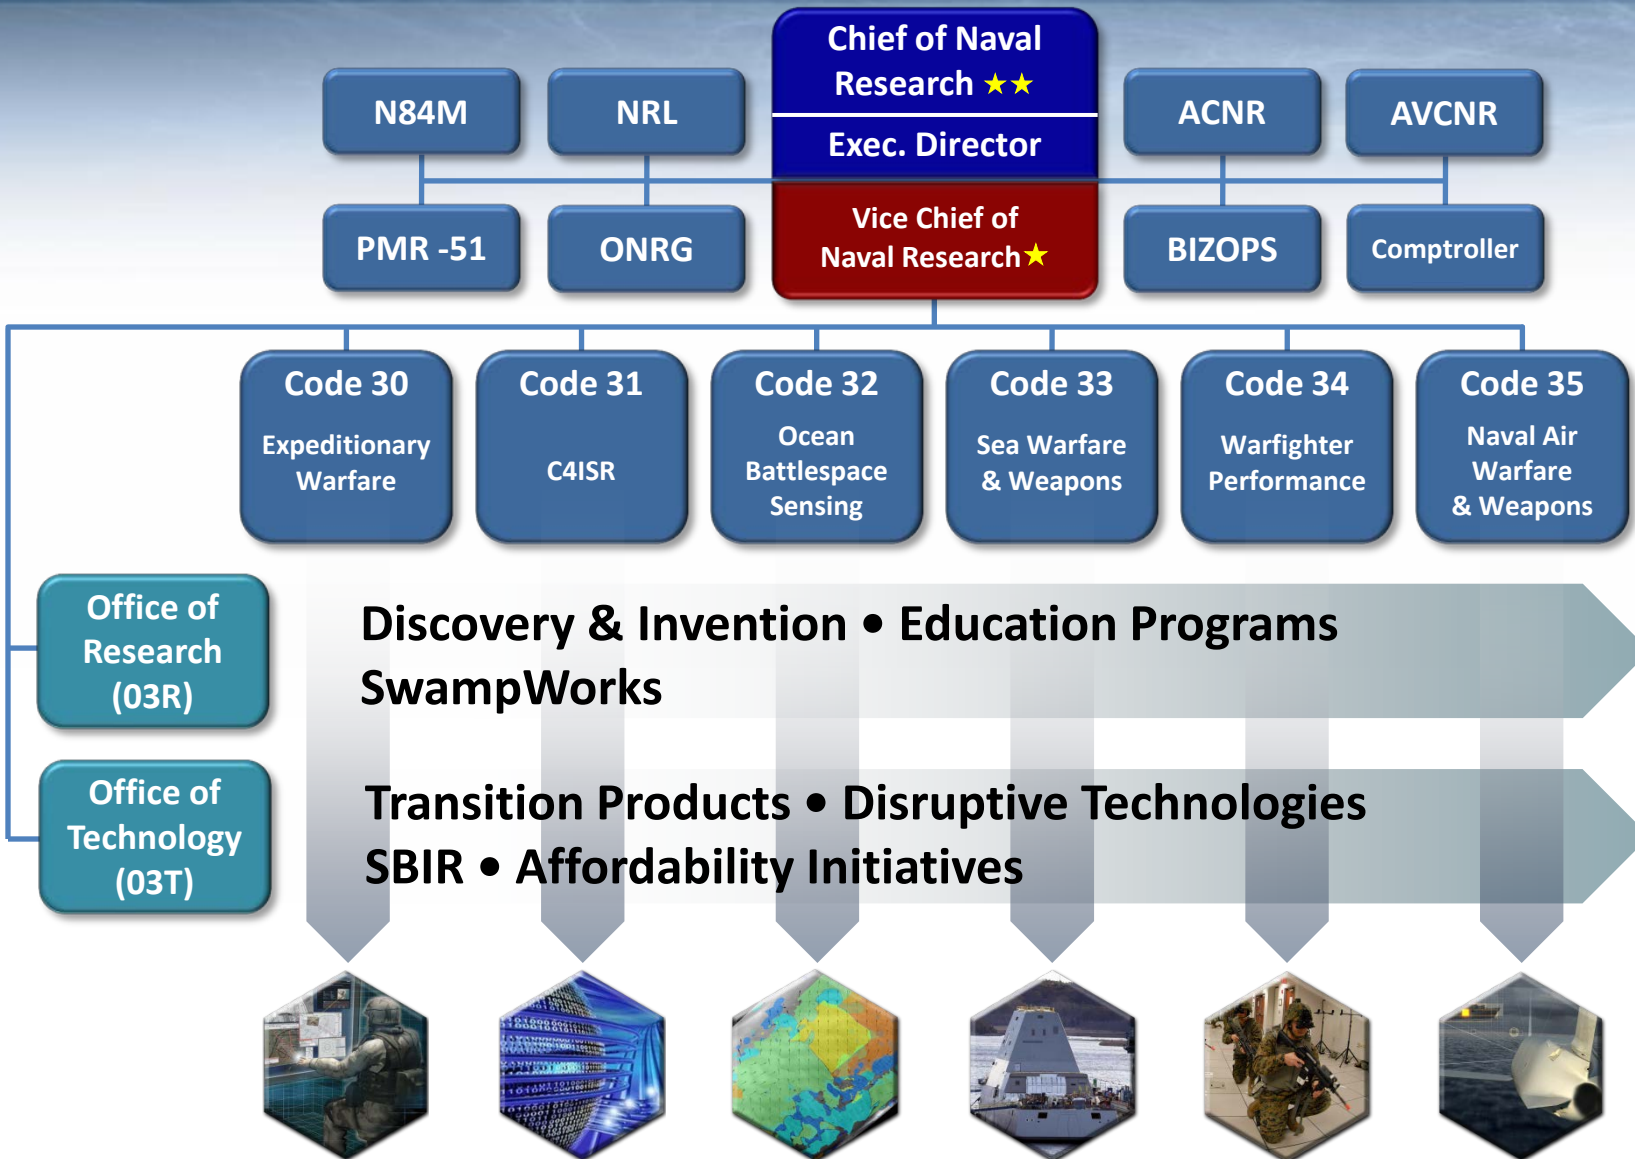 Chief of Naval
Research
Exec. Director
Vice Chief of
Naval Research
N84M
NRL
ACNR
AVCNR
PMR -51
ONRG
BIZOPS
Comptroller
Code 30
Expeditionary
Warfare
Code 31
C4ISR
Code 32
Ocean
Battlespace
Sensing
Code 33
Sea Warfare
& Weapons
Code 34
Warfighter
Performance
Code 35
Naval Air
Warfare
& Weapons
Office of
Research
(03R)
Discovery & Invention • Education Programs
SwampWorks
Office of
Technology
(03T)
Transition Products • Disruptive Technologies
SBIR • Affordability Initiatives